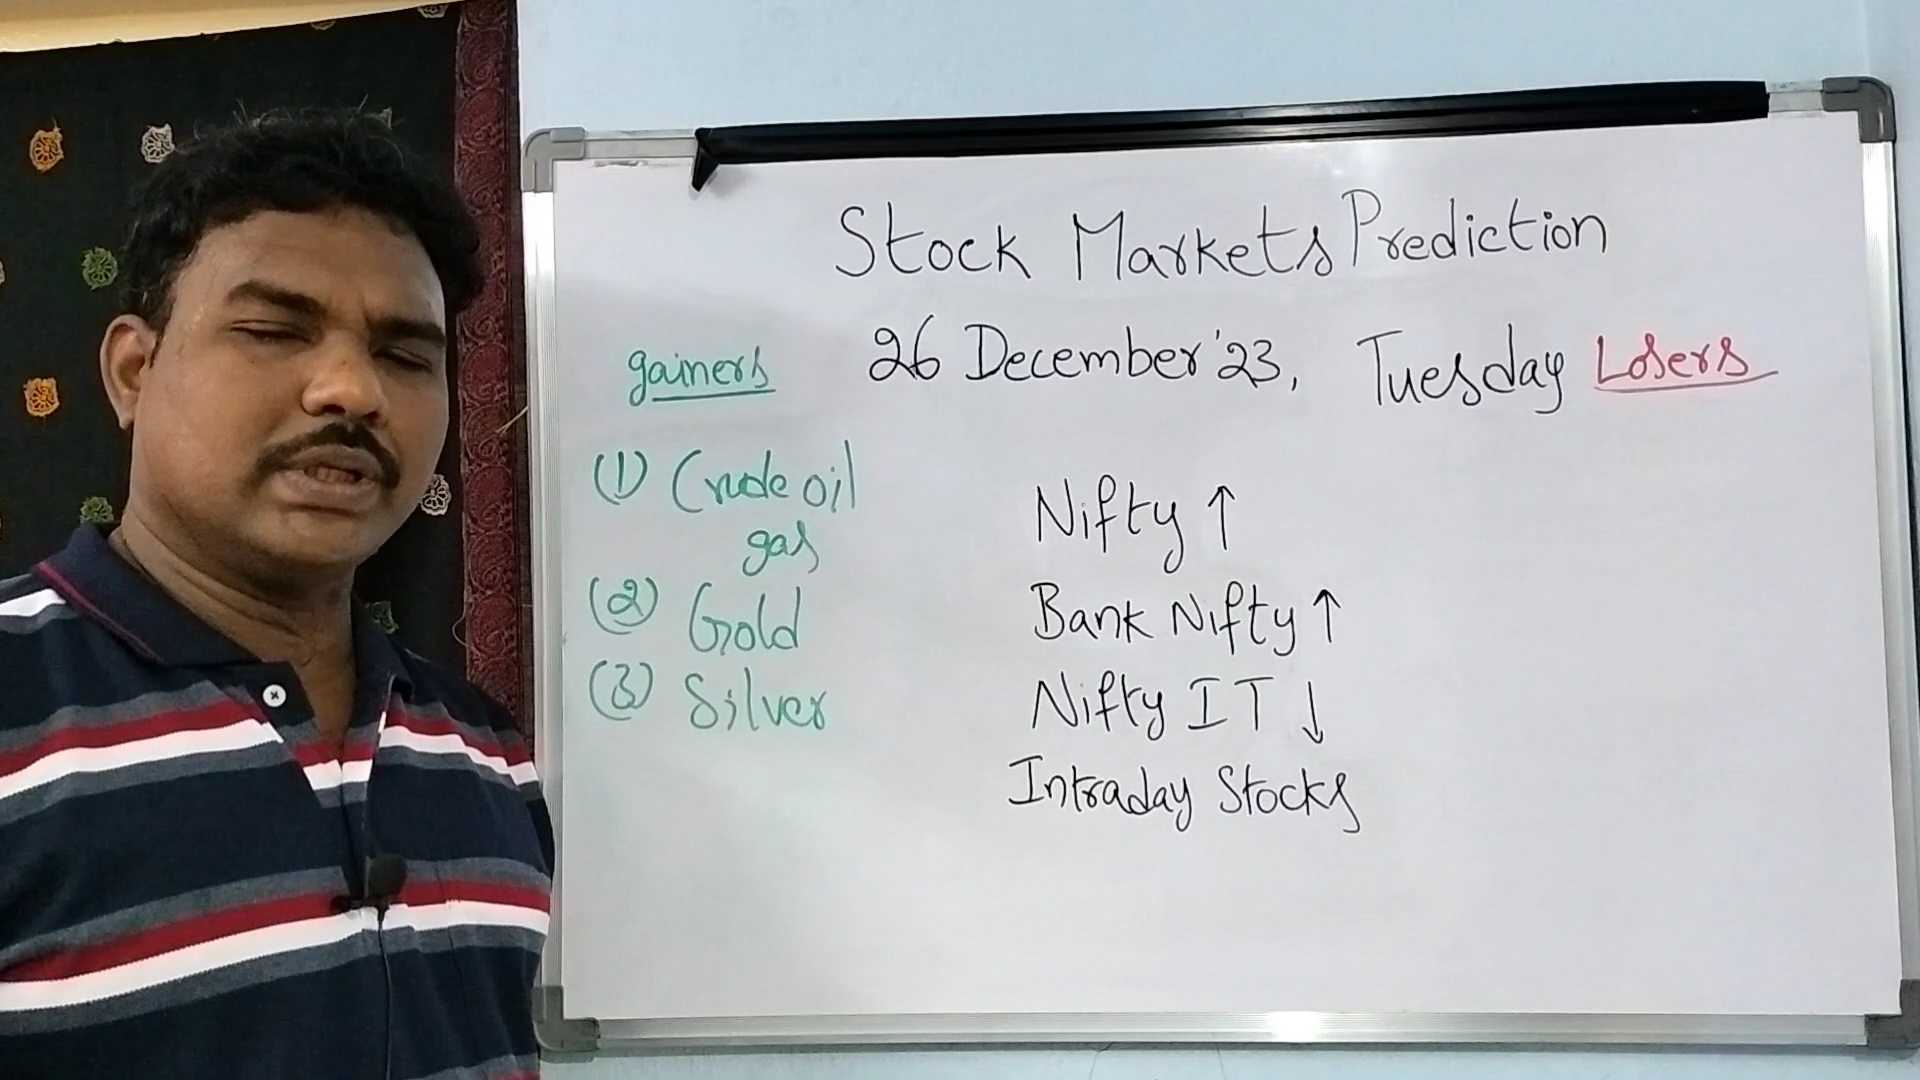 Stock Markets Prediction
26 December '23, Tuesday
gainers
(1) Crude oil
gas
(2) Gold
(3) Silver
Nifty ↑
Bank Nifty ↑
Nifty IT ↓
Intraday Stocks
Losers